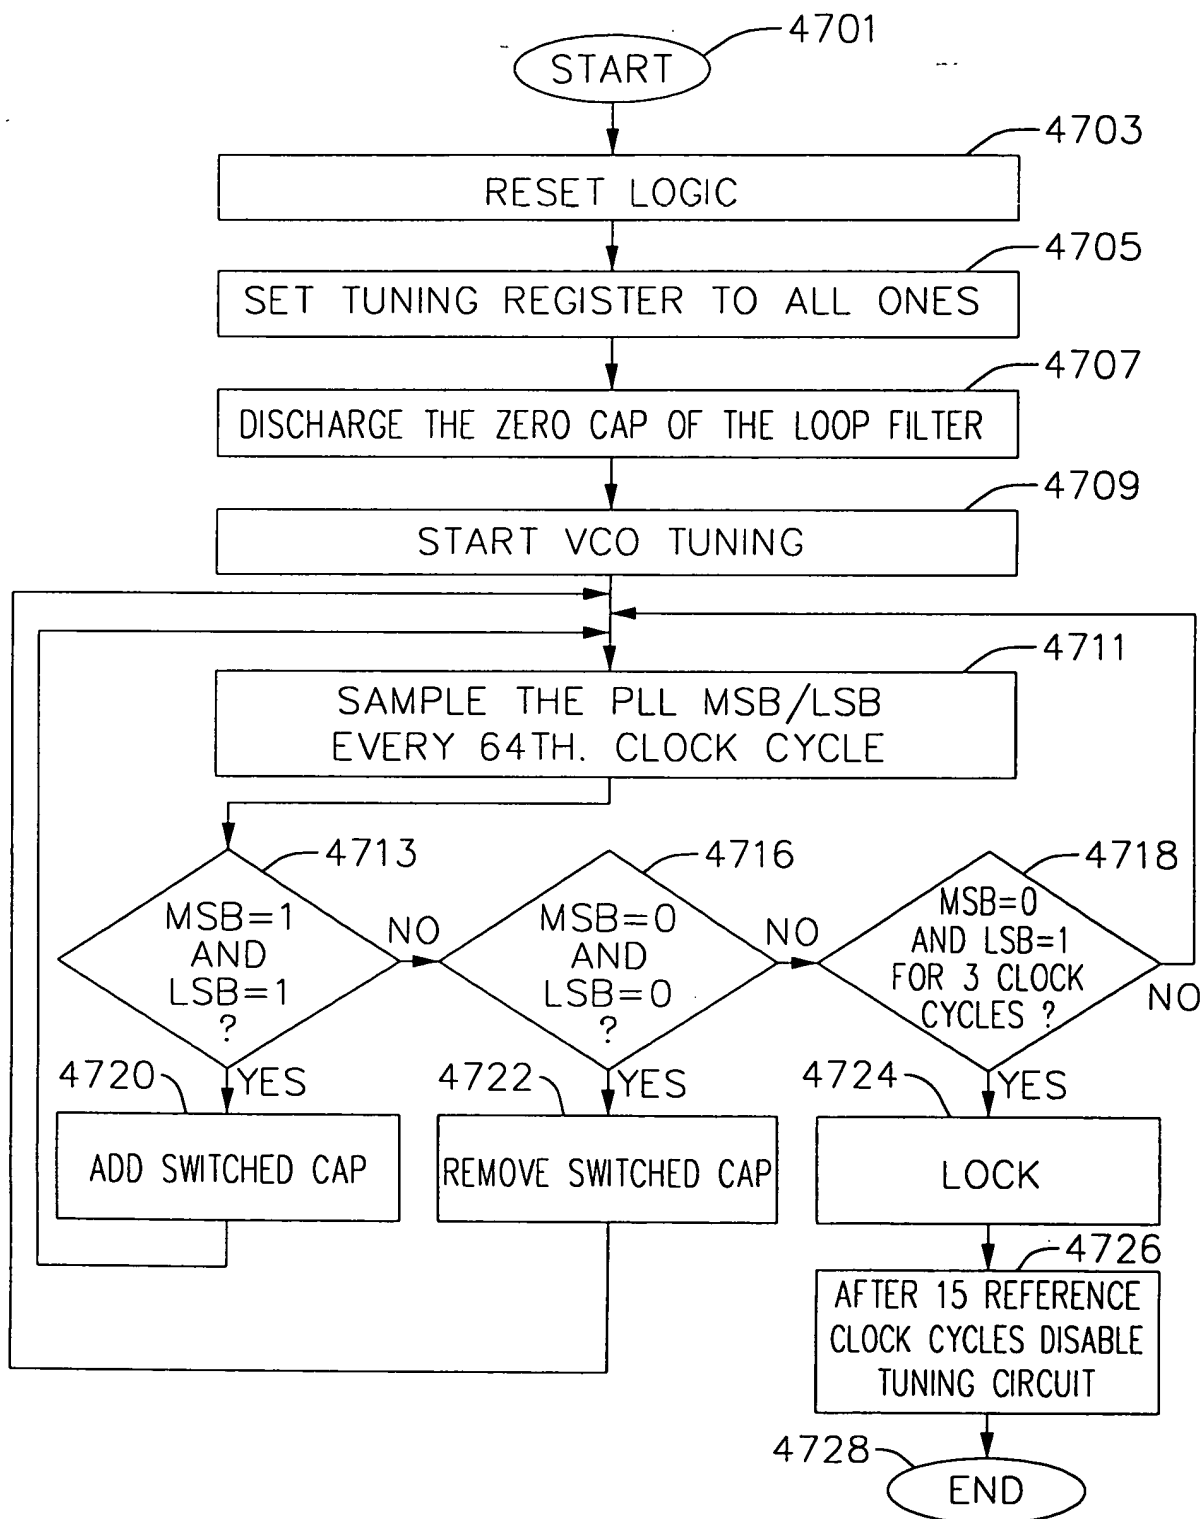 4701
START
4703
RESET LOGIC
4705
SET TUNING REGISTER TO ALL ONES
4707
DISCHARGE THE ZERO CAP OF THE LOOP FILTER
4709
START VCO TUNING
4711
SAMPLE THE PLL MSB/LSB
EVERY 64TH. CLOCK CYCLE
4713
MSB=1
AND
LSB=1
?
NO
4716
MSB=0
AND
LSB=0
?
NO
4718
MSB=0
AND LSB=1
FOR 3 CLOCK
CYCLES ?
NO
4720
YES
ADD SWITCHED CAP
4722
YES
REMOVE SWITCHED CAP
4724
YES
LOCK
4726
AFTER 15 REFERENCE
CLOCK CYCLES DISABLE
TUNING CIRCUIT
4728
END